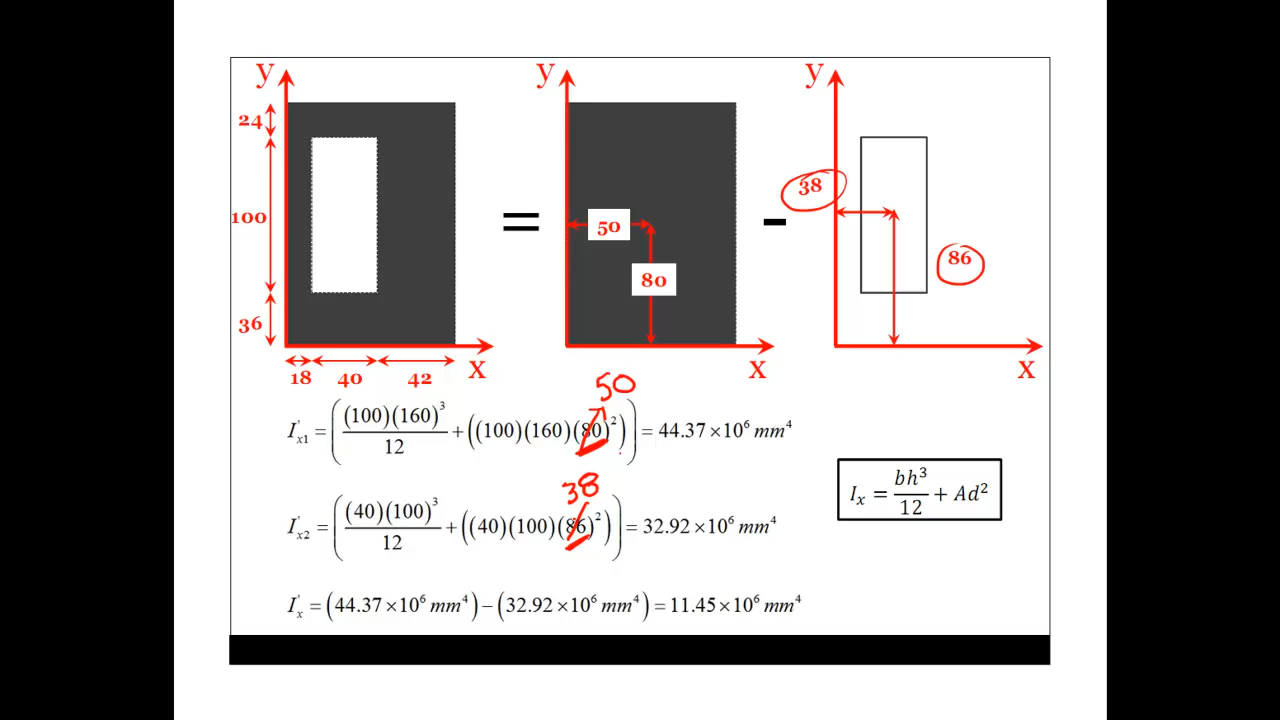 y y y
24
100
36
18 40 42 x
50
80
x
38
86
x
=
-
50
I'x1 = ( (100)(160)³ / 12 + ((100)(160)(80)²) ) = 44.37 ×10⁶ mm⁴
38
I'x2 = ( (40)(100)³ / 12 + ((40)(100)(86)²) ) = 32.92 ×10⁶ mm⁴
Ix = bh³ / 12 + Ad²
I'x = (44.37 ×10⁶ mm⁴) − (32.92 ×10⁶ mm⁴) = 11.45 ×10⁶ mm⁴